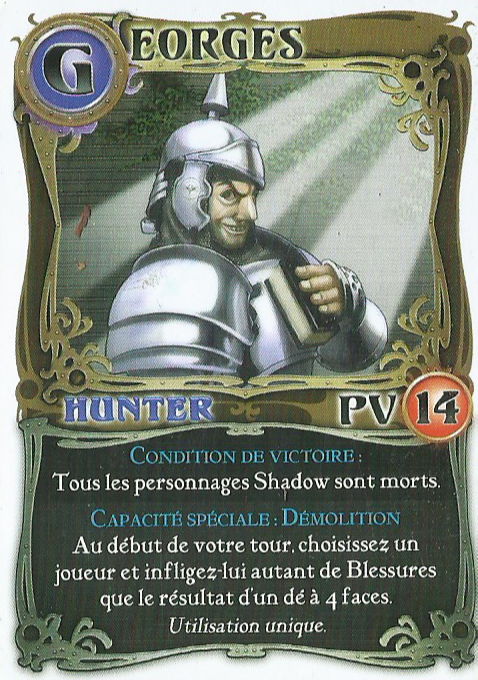 GEORGES
HUNTER PV 14
CONDITION DE VICTOIRE :
Tous les personnages Shadow sont morts.
CAPACITÉ SPÉCIALE : DÉMOLITION
Au début de votre tour, choisissez un
joueur et infligez-lui autant de Blessures
que le résultat d'un dé à 4 faces.
Utilisation unique.